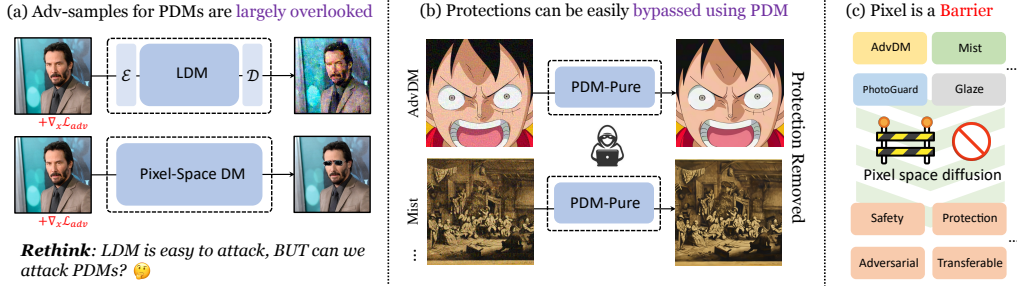 (a) Adv-samples for PDMs are largely overlooked
ℰ
LDM
𝒟
+∇ₓℒadv
Pixel-Space DM
+∇ₓℒadv
Rethink: LDM is easy to attack, BUT can we
attack PDMs? 🤔
(b) Protections can be easily bypassed using PDM
AdvDM
PDM-Pure
Mist
PDM-Pure
...
Protection Removed
(c) Pixel is a Barrier
AdvDM
Mist
...
PhotoGuard
Glaze
Pixel space diffusion
Safety
Protection
...
Adversarial
Transferable